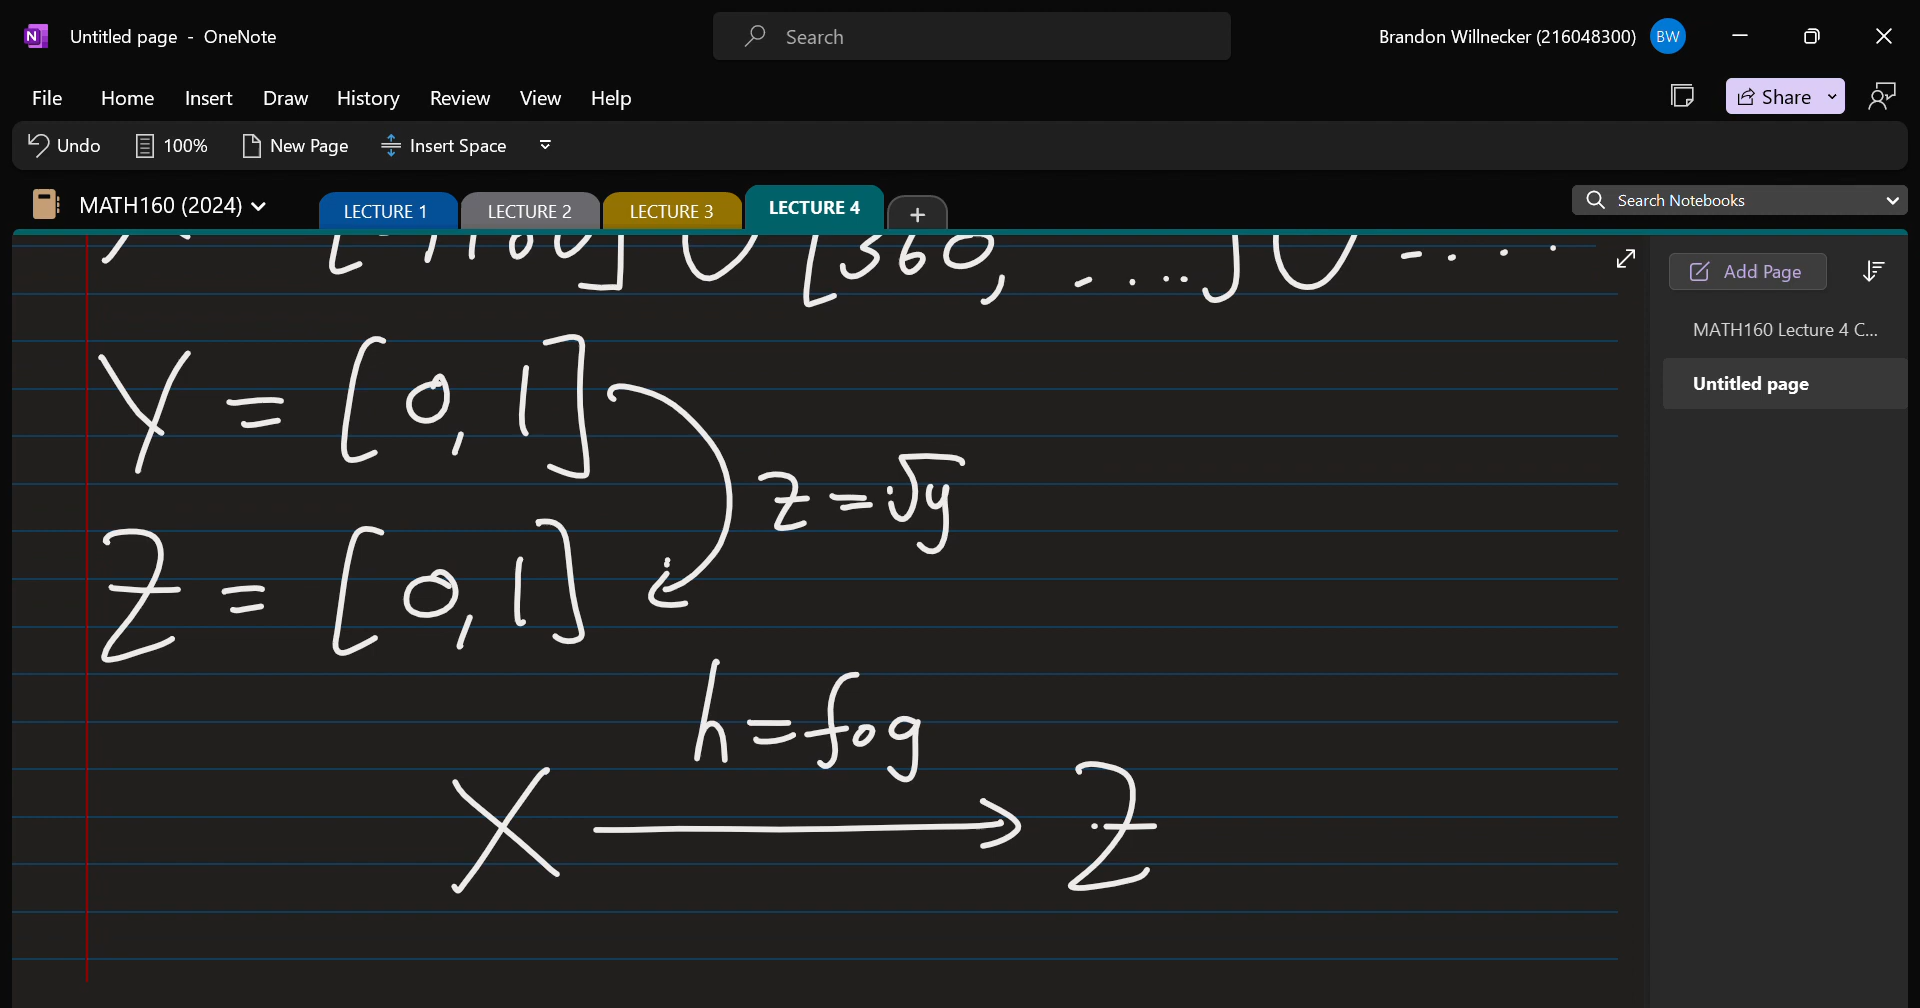 Untitled page - OneNote
Search
Brandon Willnecker (216048300) BW
File Home Insert Draw History Review View Help
Share
Undo 100% New Page Insert Space
MATH160 (2024) LECTURE 1 LECTURE 2 LECTURE 3 LECTURE 4 +
Search Notebooks
180] ∪ [360, ....] ∪ ....
Add Page
MATH160 Lecture 4 C...
Untitled page
Y = [0, 1]
z = √y
Z = [0, 1]
h = fog
X → Z